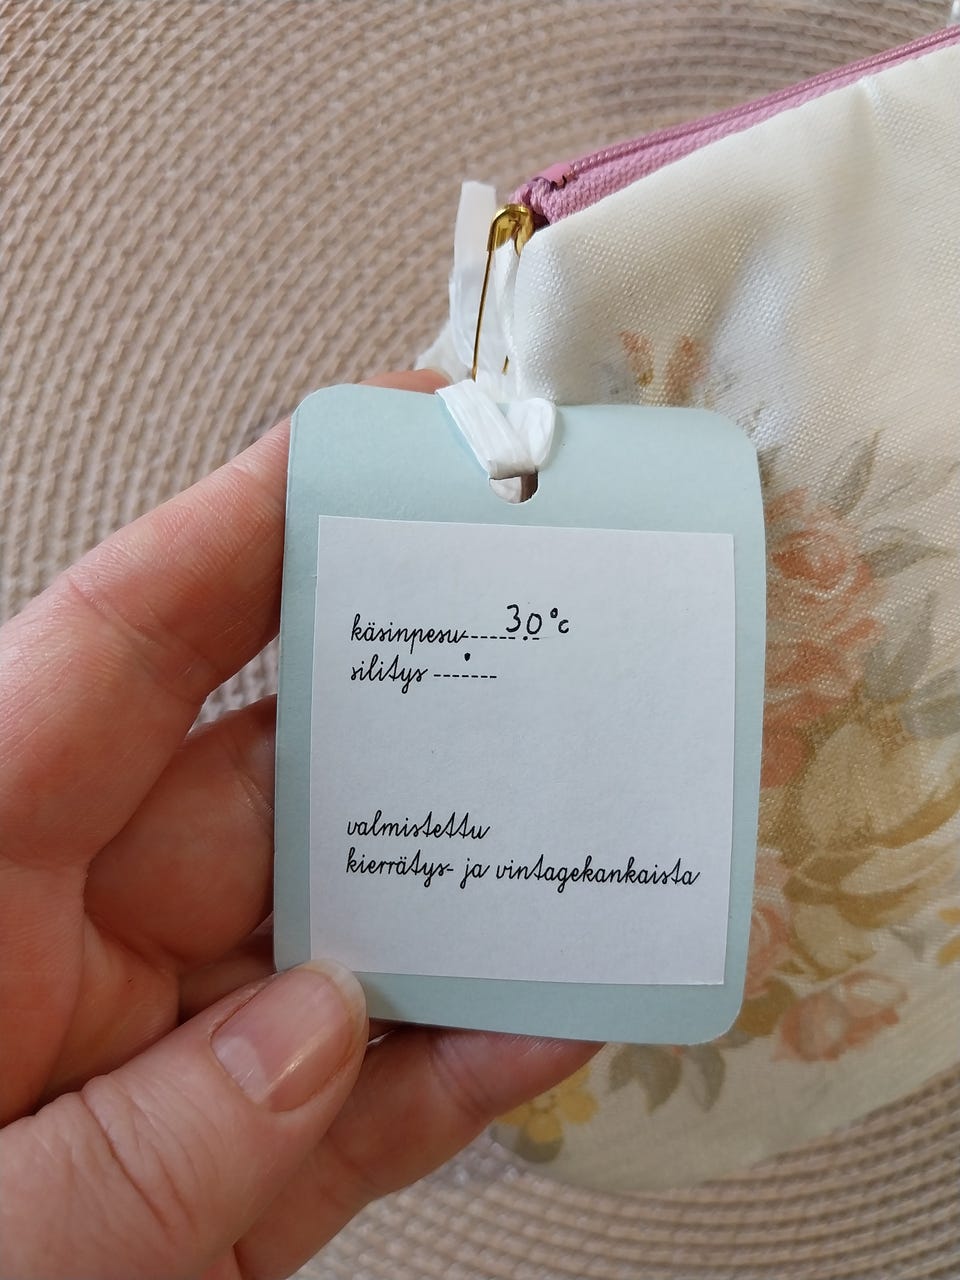 käsinpesu------30°c
silitys -•-----
valmistettu
kierrätys- ja vintagekankaista